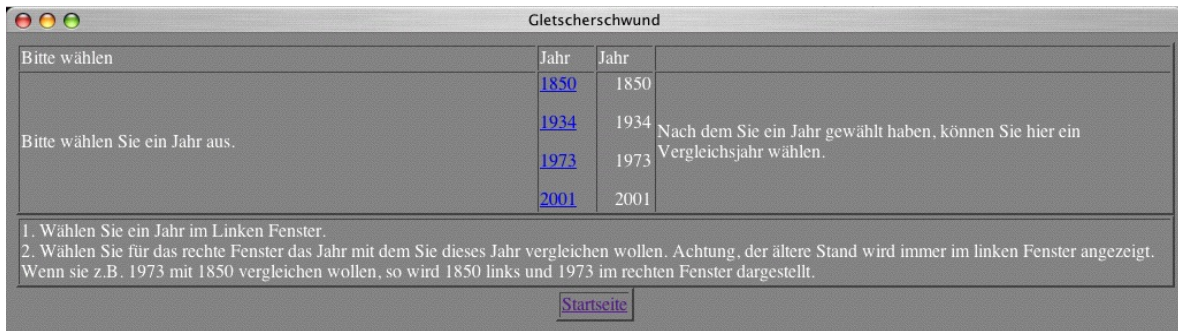 Gletscherschwund
Bitte wählen Jahr Jahr
Bitte wählen Sie ein Jahr aus.
1850 1850
1934 1934
1973 1973
2001 2001
Nach dem Sie ein Jahr gewählt haben, können Sie hier ein
Vergleichsjahr wählen.
1. Wählen Sie ein Jahr im Linken Fenster.
2. Wählen Sie für das rechte Fenster das Jahr mit dem Sie dieses Jahr vergleichen wollen. Achtung, der ältere Stand wird immer im linken Fenster angezeigt.
Wenn sie z.B. 1973 mit 1850 vergleichen wollen, so wird 1850 links und 1973 im rechten Fenster dargestellt.
Startseite